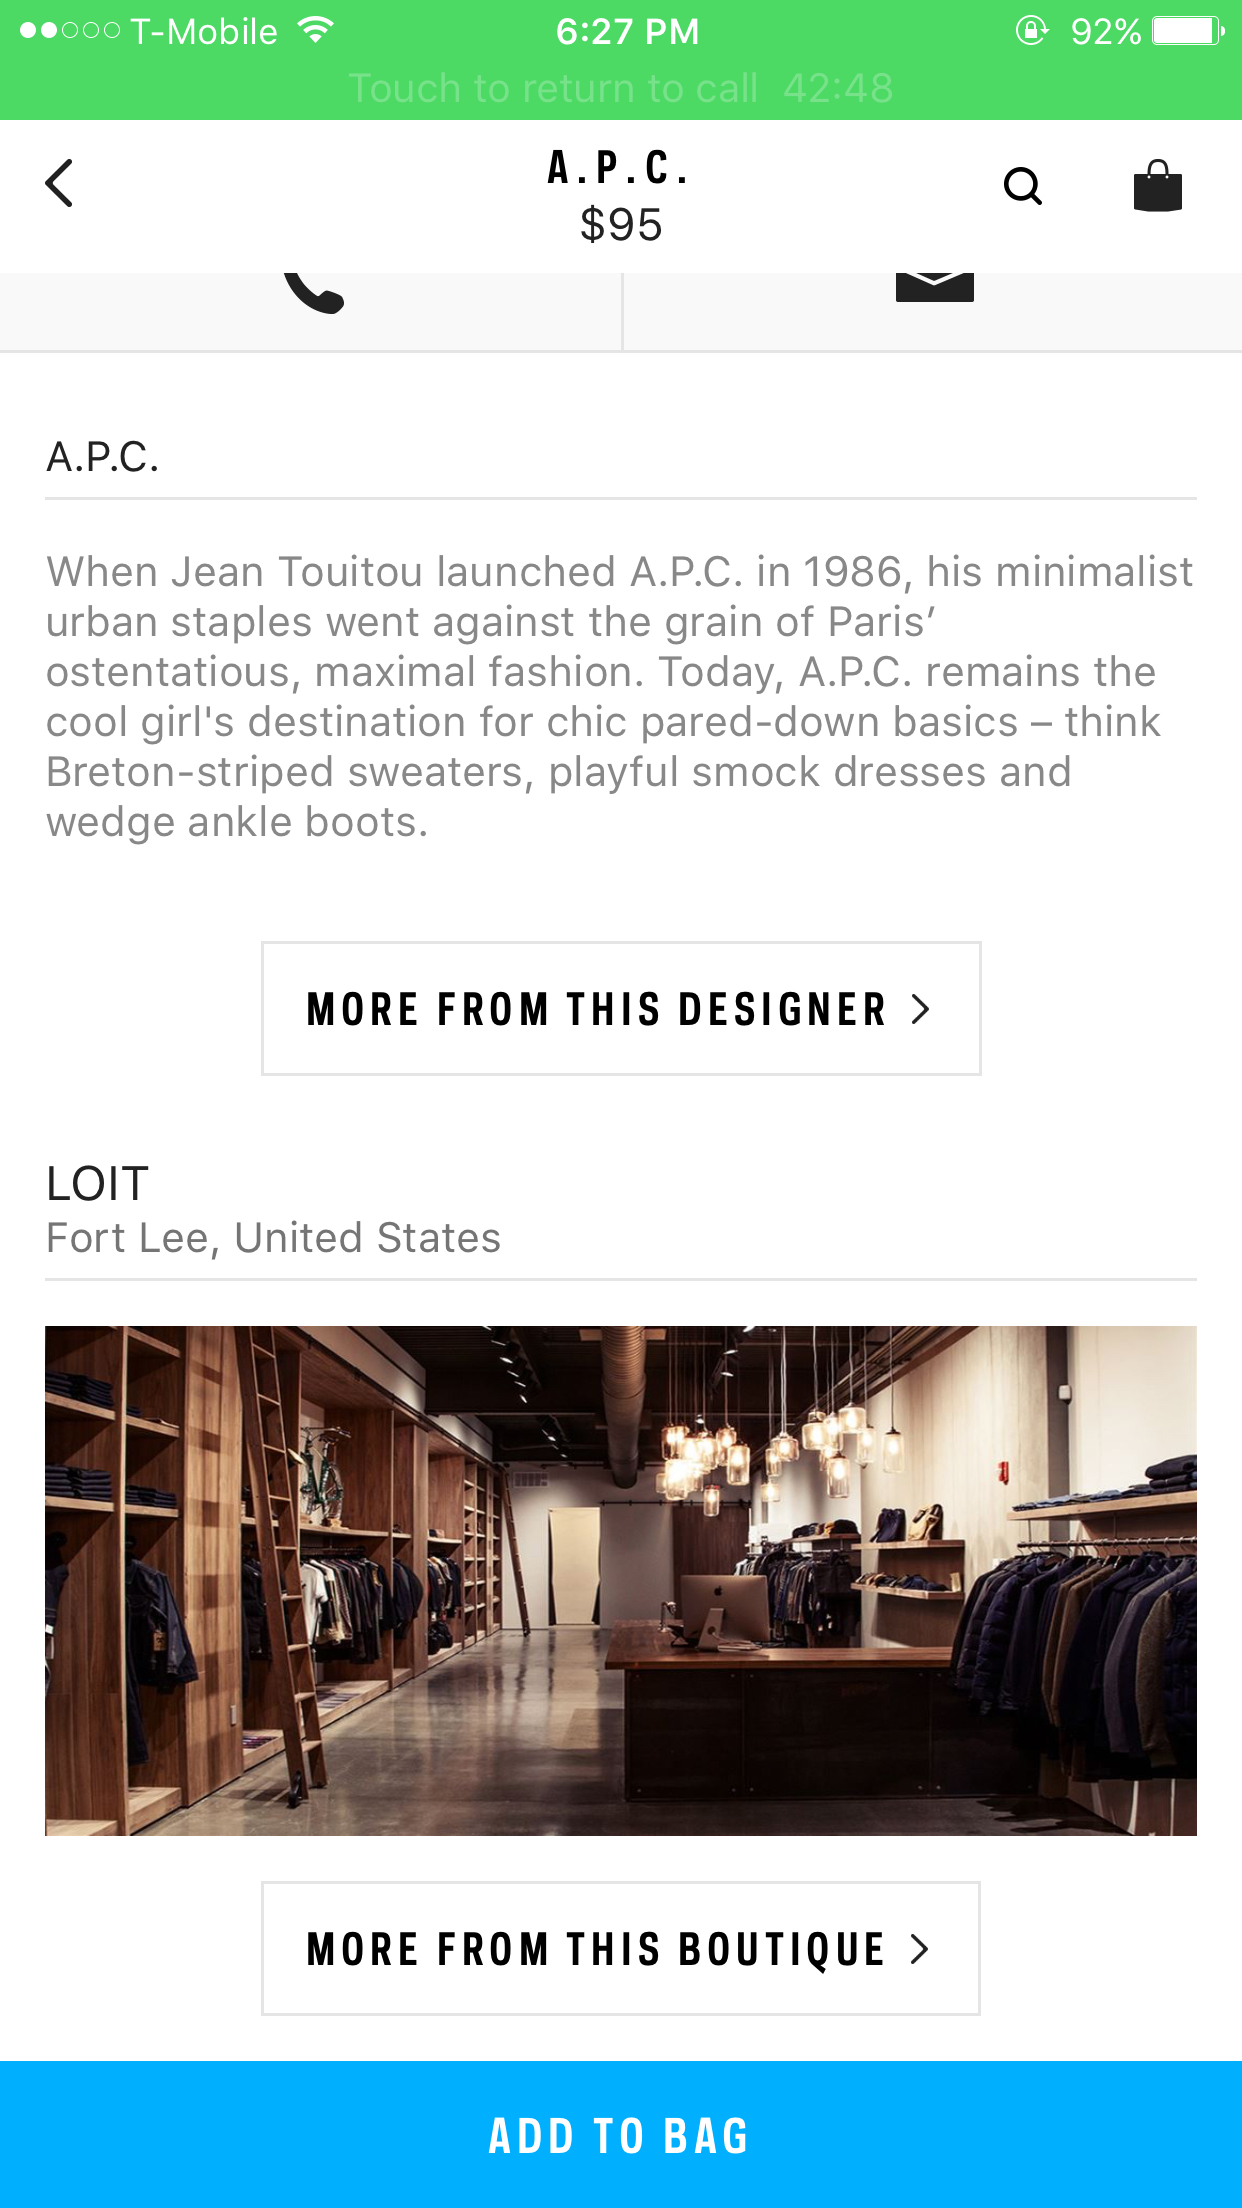 T-Mobile 6:27 PM 92%
Touch to return to call 42:48
A.P.C.
$95
A.P.C.
When Jean Touitou launched A.P.C. in 1986, his minimalist
urban staples went against the grain of Paris’
ostentatious, maximal fashion. Today, A.P.C. remains the
cool girl's destination for chic pared-down basics – think
Breton-striped sweaters, playful smock dresses and
wedge ankle boots.
MORE FROM THIS DESIGNER
LOIT
Fort Lee, United States
MORE FROM THIS BOUTIQUE
ADD TO BAG